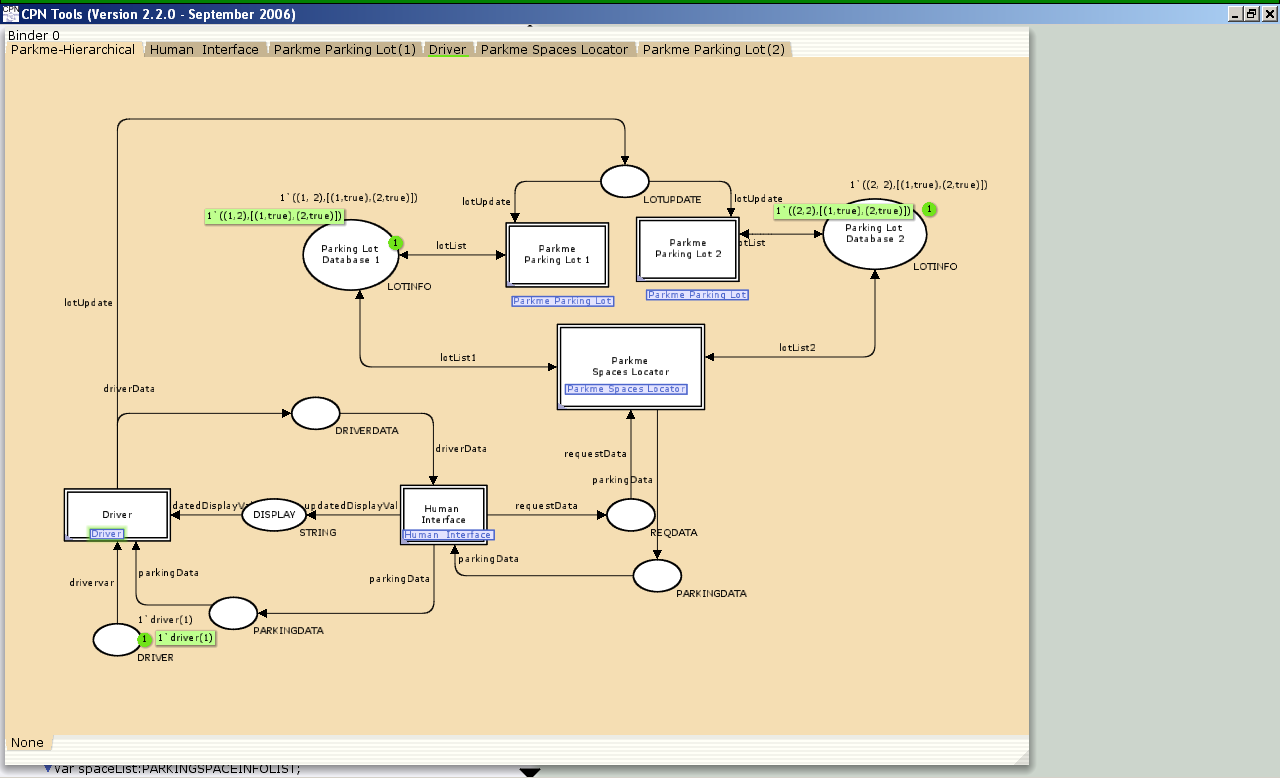 CPN Tools (Version 2.2.0 - September 2006)
Binder 0
Parkme-Hierarchical Human Interface Parkme Parking Lot(1) Driver Parkme Spaces Locator Parkme Parking Lot(2)
1`((1, 2),[(1,true),(2,true)])
1`((1,2),[(1,true),(2,true)])
1
Parking Lot
Database 1
LOTINFO
lotList
lotUpdate
LOTUPDATE
lotUpdate
Parkme
Parking Lot 1
Parkme Parking Lot
Parkme
Parking Lot 2
Parkme Parking Lot
otList
1`((2, 2),[(1,true),(2,true)])
1`((2,2),[(1,true),(2,true)])
1
Parking Lot
Database 2
LOTINFO
lotUpdate
lotList1
Parkme
Spaces Locator
Parkme Spaces Locator
lotList2
driverData
DRIVERDATA
driverData
requestData
parkingData
Driver
Driver
datedDisplayVa
DISPLAY
STRING
updatedDisplayVal
Human
Interface
Human Interface
requestData
REQDATA
drivervar
parkingData
parkingData
parkingData
PARKINGDATA
1`driver(1)
PARKINGDATA
1
1`driver(1)
DRIVER
None
Var spaceList:PARKINGSPACEINFOLIST;